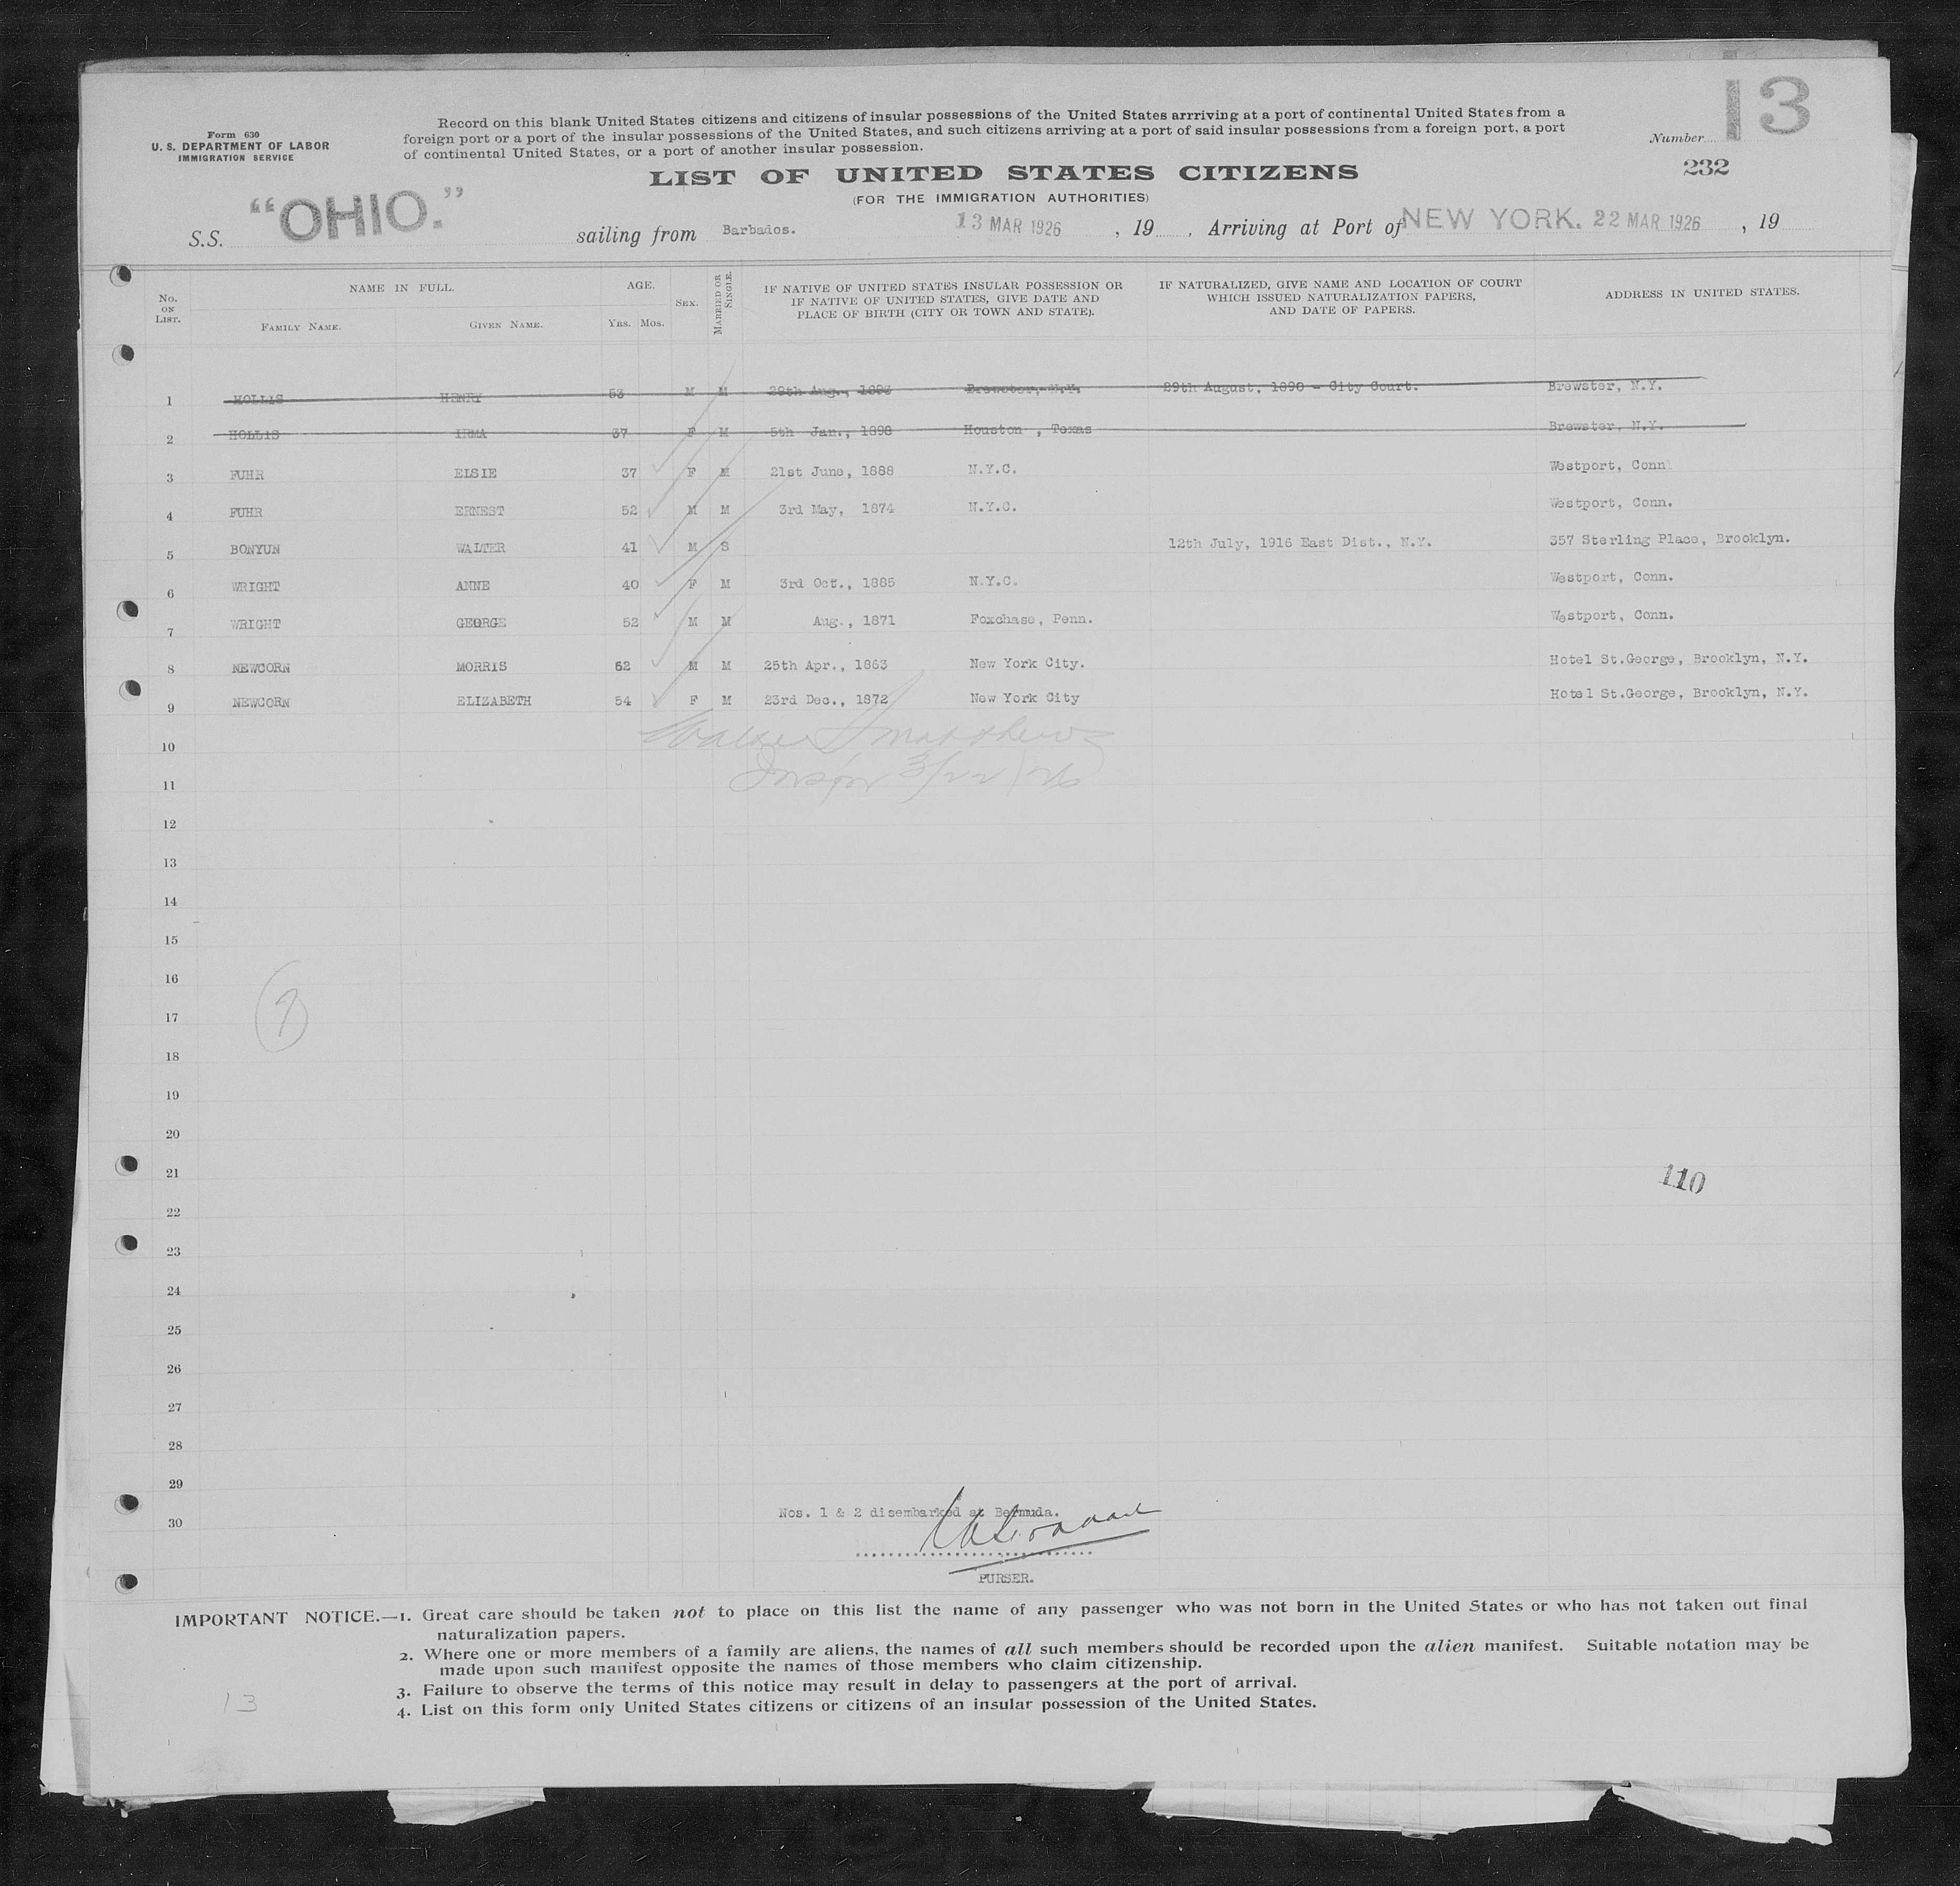 13
Form 630
U. S. DEPARTMENT OF LABOR
IMMIGRATION SERVICE
Record on this blank United States citizens and citizens of insular possessions of the United States arrriving at a port of continental United States from a
foreign port or a port of the insular possessions of the United States, and such citizens arriving at a port of said insular possessions from a foreign port, a port
of continental United States, or a port of another insular possession.
Number
232
LIST OF UNITED STATES CITIZENS
(FOR THE IMMIGRATION AUTHORITIES)
S.S. "OHIO." sailing from Barbados. 13 MAR 1926, 19 , Arriving at Port of NEW YORK. 22 MAR 1926, 19
No. ON LIST. NAME IN FULL. FAMILY NAME. GIVEN NAME. AGE. YRS. MOS. SEX. MARRIED OR SINGLE. IF NATIVE OF UNITED STATES INSULAR POSSESSION OR IF NATIVE OF UNITED STATES, GIVE DATE AND PLACE OF BIRTH (CITY OR TOWN AND STATE). IF NATURALIZED, GIVE NAME AND LOCATION OF COURT WHICH ISSUED NATURALIZATION PAPERS, AND DATE OF PAPERS. ADDRESS IN UNITED STATES.
1 HOLLIS HENRY 53 M M 29th Aug., Brewster, N.Y. 29th August, 1890 - City Court. Brewster, N.Y.
2 HOLLIS IRMA 37 F M 5th Jan., 1898 Houston , Texas Brewster, N.Y.
3 FUHR ELSIE 37 F M 21st June, 1888 N.Y.C. Westport, Conn
4 FUHR ERNEST 52 M M 3rd May, 1874 N.Y.C. Westport, Conn.
5 BONYUN WALTER 41 M S 12th July, 1916 East Dist., N.Y. 357 Sterling Place, Brooklyn.
6 WRIGHT ANNE 40 F M 3rd Oct., 1885 N.Y.C. Westport, Conn.
7 WRIGHT GEORGE 52 M M Aug., 1871 Foxchase, Penn. Westport, Conn.
8 NEWCORN MORRIS 62 M M 25th Apr., 1863 New York City. Hotel St.George, Brooklyn, N.Y.
9 NEWCORN ELIZABETH 54 F M 23rd Dec., 1872 New York City Hotel St.George, Brooklyn, N.Y.
10 Matthews
11 3/22/26
12
13
14
15
16
17
18
19
20
21 110
22
23
24
25
26
27
28
29
30 Nos. 1 & 2 disembarked at Bermuda.
PURSER.
IMPORTANT NOTICE.—1. Great care should be taken not to place on this list the name of any passenger who was not born in the United States or who has not taken out final
naturalization papers.
2. Where one or more members of a family are aliens, the names of all such members should be recorded upon the alien manifest. Suitable notation may be
made upon such manifest opposite the names of those members who claim citizenship.
3. Failure to observe the terms of this notice may result in delay to passengers at the port of arrival.
4. List on this form only United States citizens or citizens of an insular possession of the United States.
13